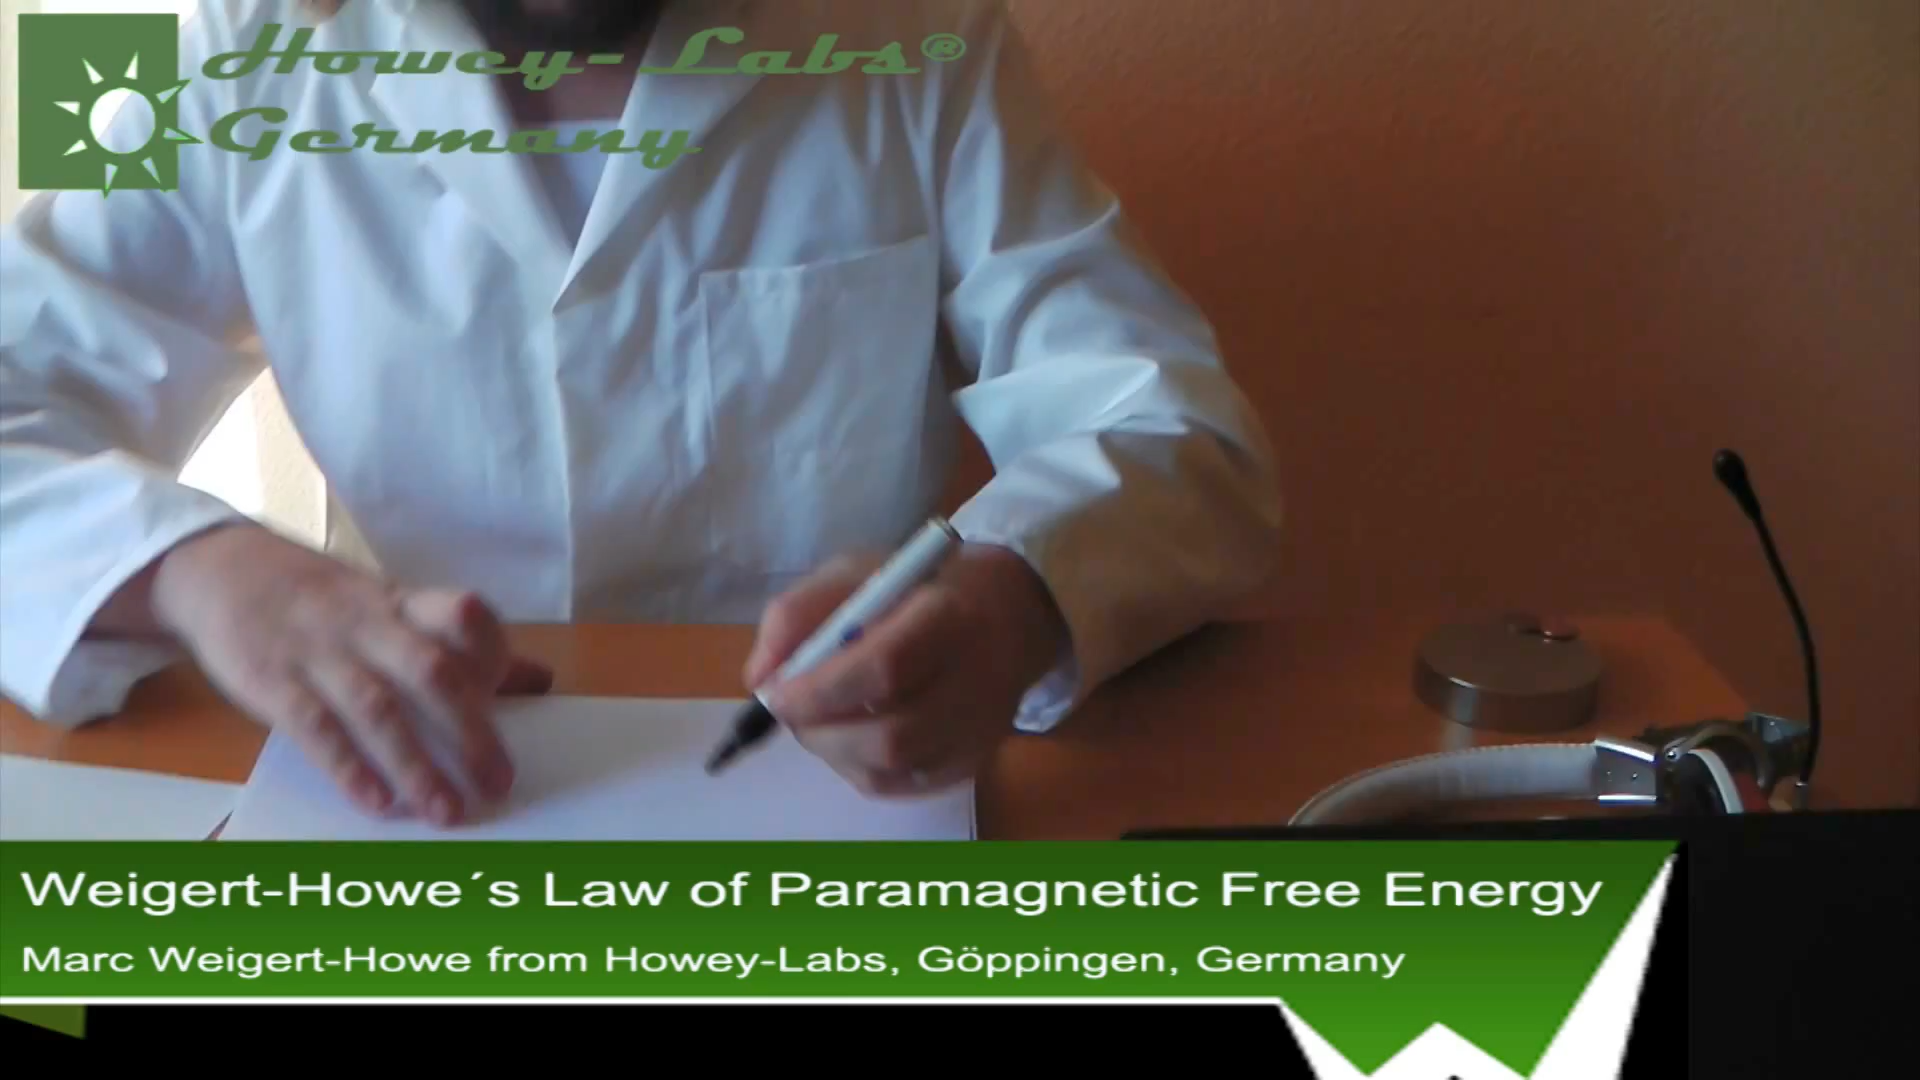 Howey-Labs®
Germany
Weigert-Howe´s Law of Paramagnetic Free Energy
Marc Weigert-Howe from Howey-Labs, Göppingen, Germany